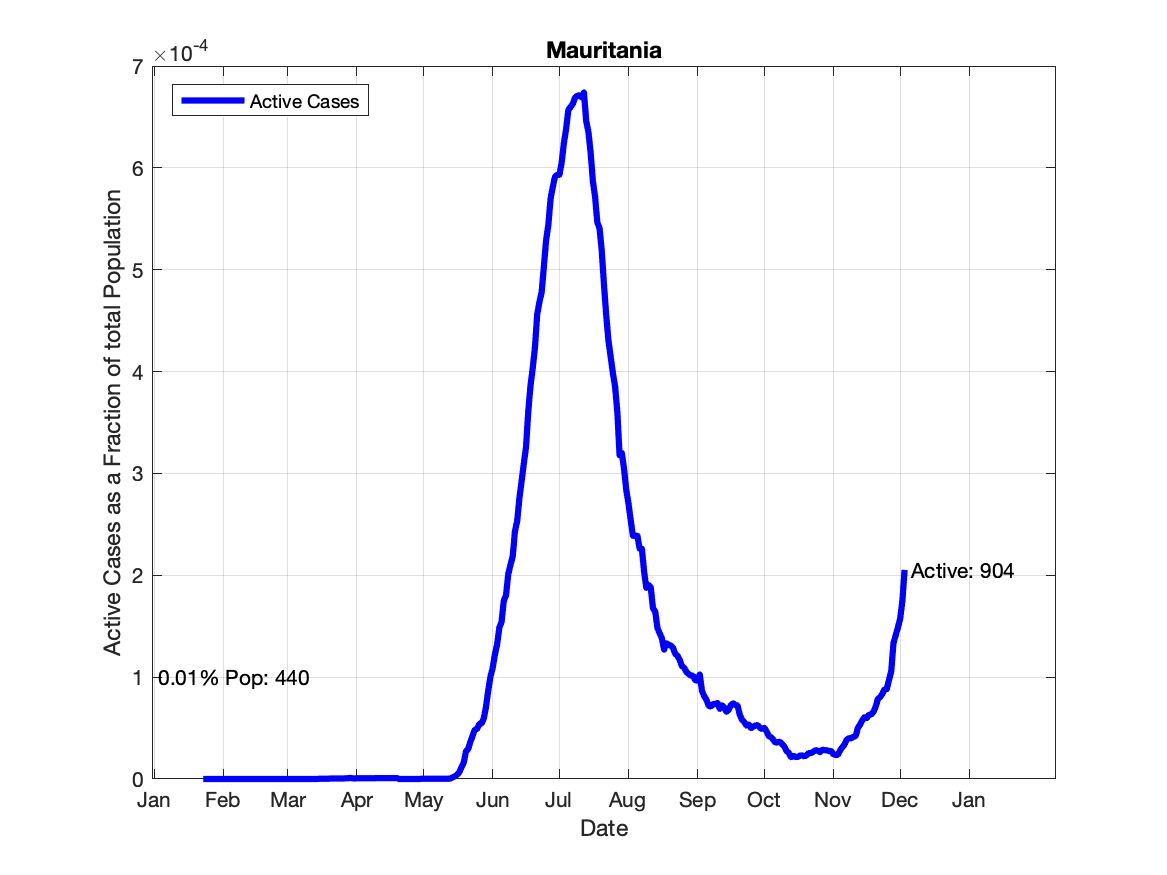 Mauritania
×10⁻⁴
Active Cases
7
6
5
4
3
2
1
0
Active Cases as a Fraction of total Population
0.01% Pop: 440
Active: 904
Jan Feb Mar Apr May Jun Jul Aug Sep Oct Nov Dec Jan
Date